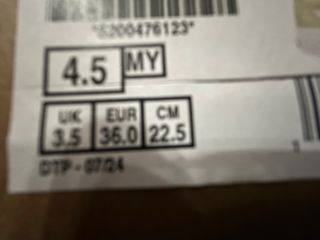 *5200476123*
4.5 MY
UK EUR CM
3.5 36.0 22.5
DTP - 07/24